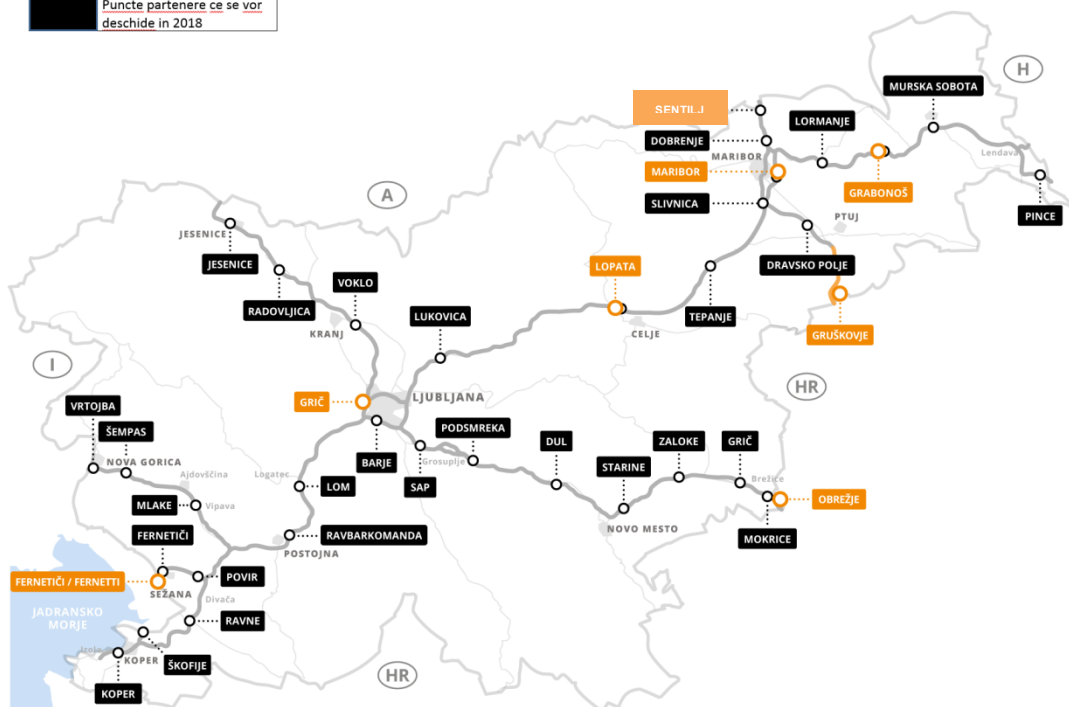 Puncte partenere ce se vor
deschide in 2018
H
MURSKA SOBOTA
SENTILJ
LORMANJE
DOBRENJE
MARIBOR
Lendava
MARIBOR
A
GRABONOŠ
SLIVNICA
PINCE
PTUJ
JESENICE
JESENICE
LOPATA
DRAVSKO POLJE
VOKLO
RADOVLJICA
LUKOVICA
TEPANJE
KRANJ
CELJE
GRUŠKOVJE
I
HR
LJUBLJANA
GRIČ
VRTOJBA
PODSMREKA
ŠEMPAS
DUL
ZALOKE
GRIČ
NOVA GORICA
BARJE
Grosuplje
STARINE
Ajdovščina
Logatec
LOM
SAP
Brežice
OBREŽJE
MLAKE
Vipava
NOVO MESTO
FERNETIČI
RAVBARKOMANDA
MOKRICE
POSTOJNA
FERNETIČI / FERNETTI
POVIR
SEŽANA
Divača
JADRANSKO
MORJE
RAVNE
Izola
KOPER
ŠKOFIJE
HR
KOPER